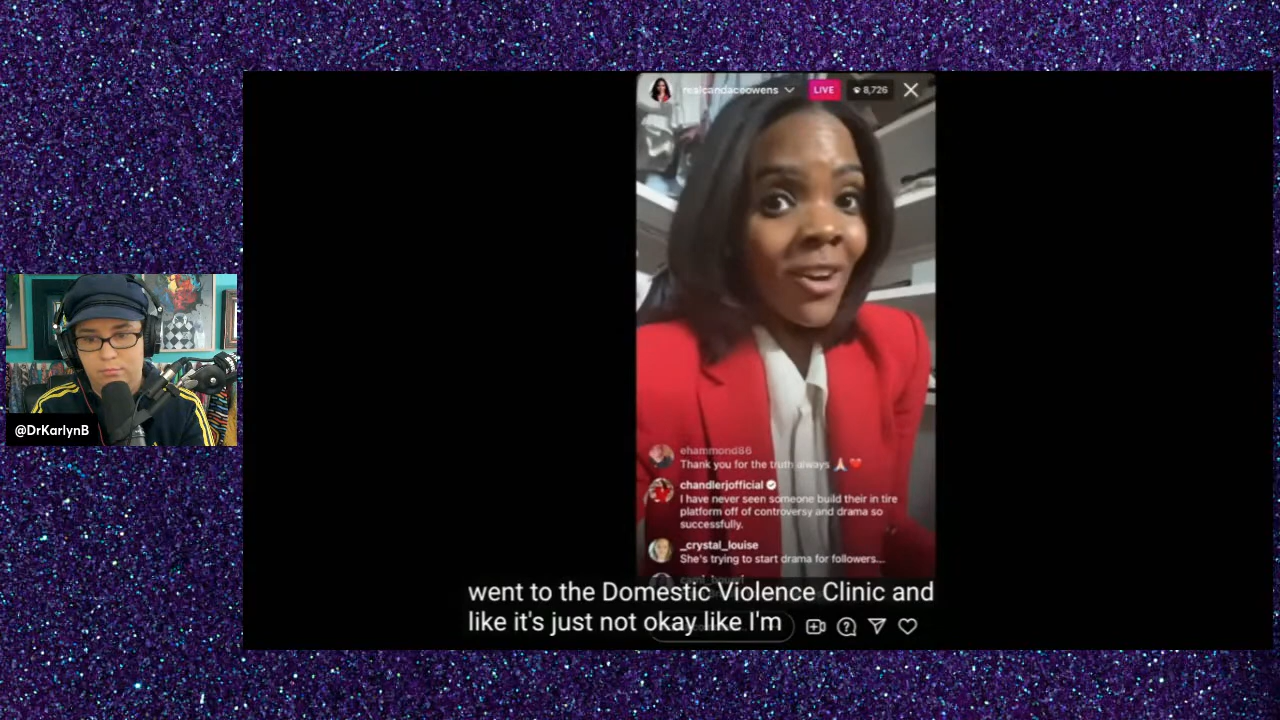 realcandaceowens
LIVE
8,726
ehammond86
Thank you for the truth always 🙏🏻❤️
chandlerjofficial
I have never seen someone build their in tire
platform off of controversy and drama so
successfully.
_crystal_louise
She's trying to start drama for followers...
went to the Domestic Violence Clinic and
like it's just not okay like I'm
@DrKarlynB